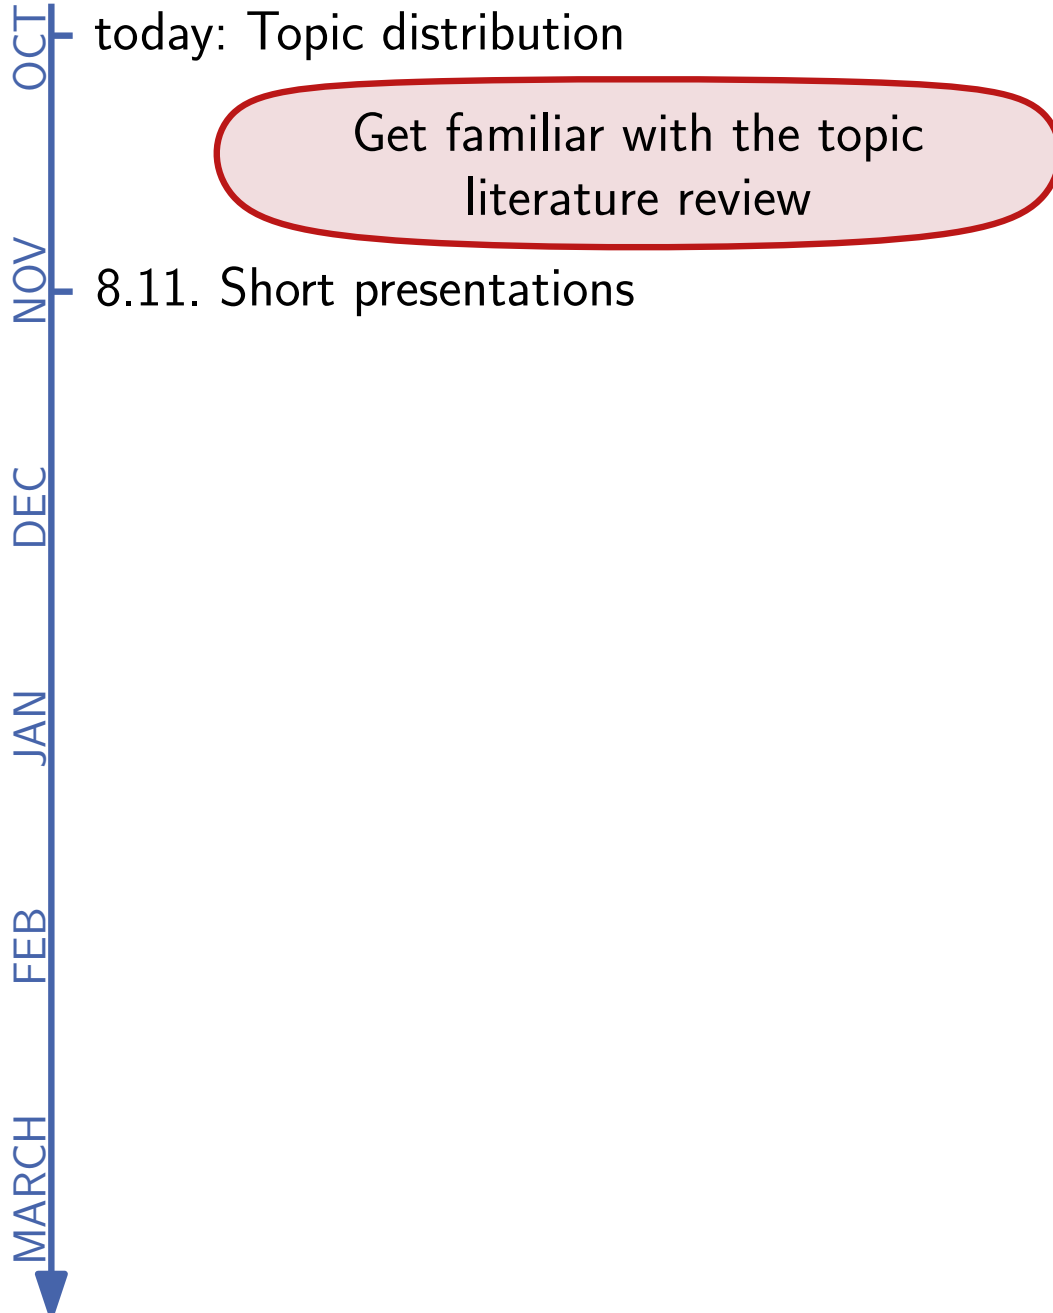 OCT
today: Topic distribution
Get familiar with the topic
literature review
NOV
8.11. Short presentations
DEC
JAN
FEB
MARCH